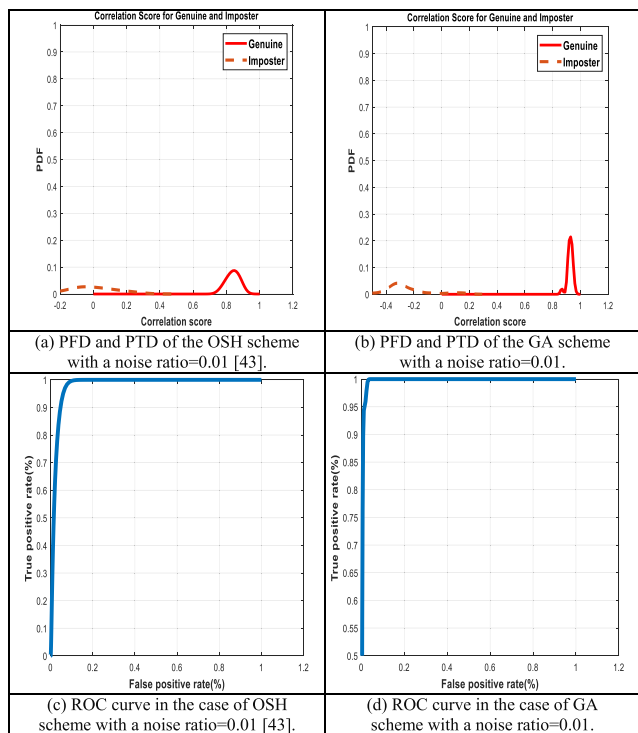 Correlation Score for Genuine and Imposter
Genuine
Imposter
PDF
1
0.9
0.8
0.7
0.6
0.5
0.4
0.3
0.2
0.1
0
-0.2 0 0.2 0.4 0.6 0.8 1 1.2
Correlation score
(a) PFD and PTD of the OSH scheme
with a noise ratio=0.01 [43].
Correlation Score for Genuine and Imposter
Genuine
Imposter
PDF
1
0.9
0.8
0.7
0.6
0.5
0.4
0.3
0.2
0.1
0
-0.4 -0.2 0 0.2 0.4 0.6 0.8 1 1.2
Correlation score
(b) PFD and PTD of the GA scheme
with a noise ratio=0.01.
True positive rate(%)
1
0.9
0.8
0.7
0.6
0.5
0.4
0.3
0.2
0.1
0
0 0.2 0.4 0.6 0.8 1 1.2
False positive rate(%)
(c) ROC curve in the case of OSH
scheme with a noise ratio=0.01 [43].
True positive rate(%)
1
0.95
0.9
0.85
0.8
0.75
0.7
0.65
0.6
0.55
0.5
0 0.2 0.4 0.6 0.8 1 1.2
False positive rate(%)
(d) ROC curve in the case of GA
scheme with a noise ratio=0.01.